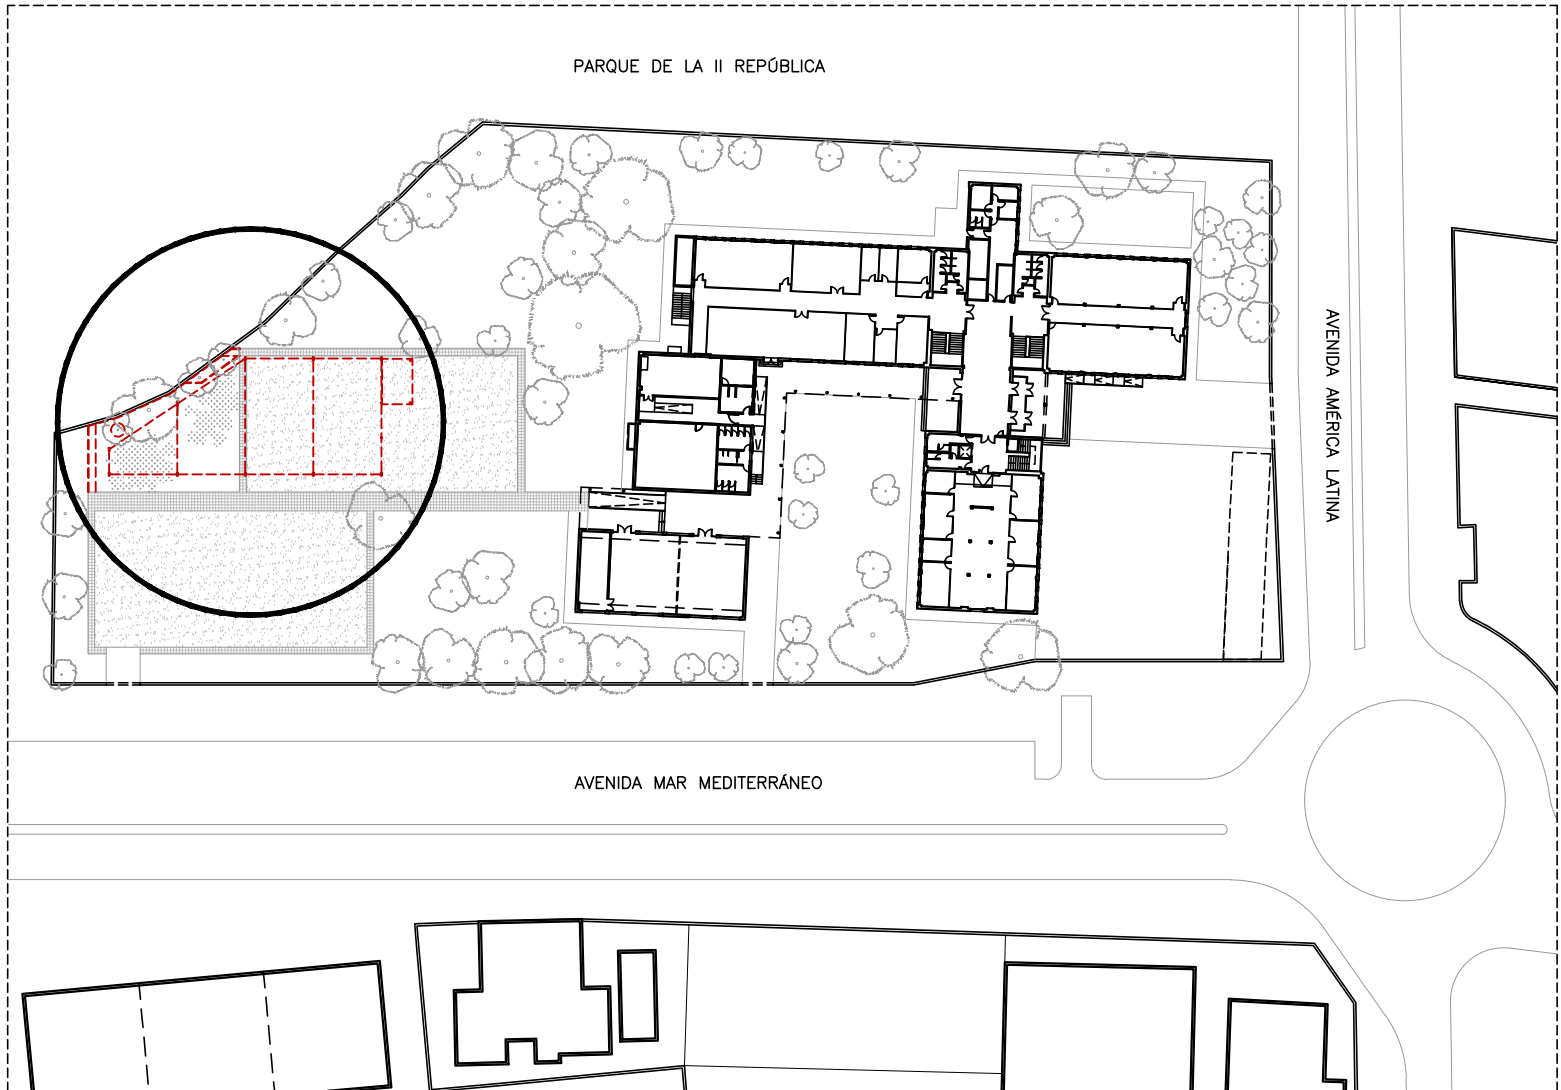 PARQUE DE LA II REPÚBLICA
AVENIDA AMÉRICA LATINA
AVENIDA MAR MEDITERRÁNEO